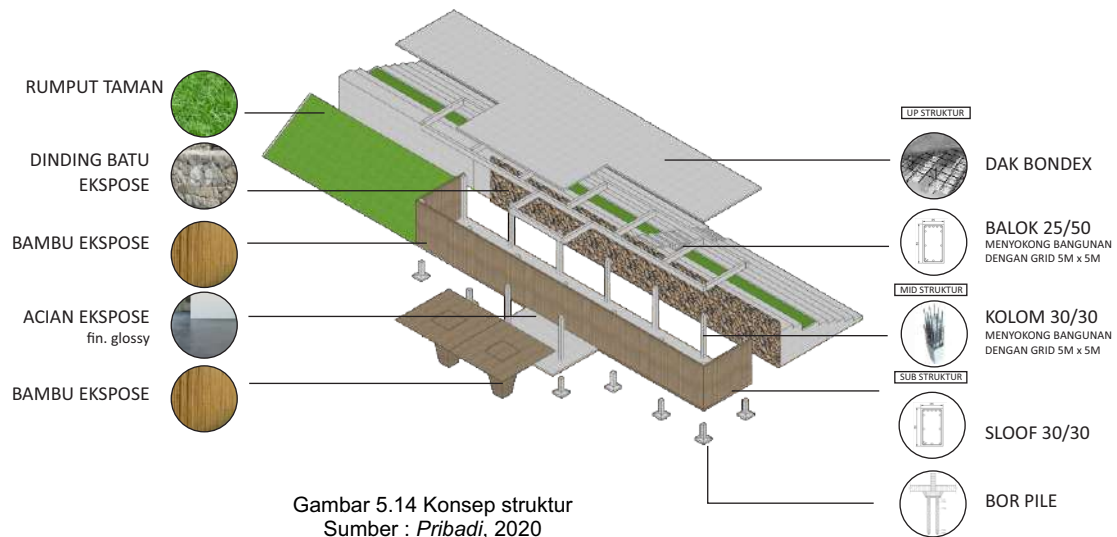 RUMPUT TAMAN
DINDING BATU
EKSPOSE
BAMBU EKSPOSE
ACIAN EKSPOSE
fin. glossy
BAMBU EKSPOSE
UP STRUKTUR
DAK BONDEX
BALOK 25/50
MENYOKONG BANGUNAN
DENGAN GRID 5M x 5M
MID STRUKTUR
KOLOM 30/30
MENYOKONG BANGUNAN
DENGAN GRID 5M x 5M
SUB STRUKTUR
SLOOF 30/30
BOR PILE
Gambar 5.14 Konsep struktur
Sumber : Pribadi, 2020